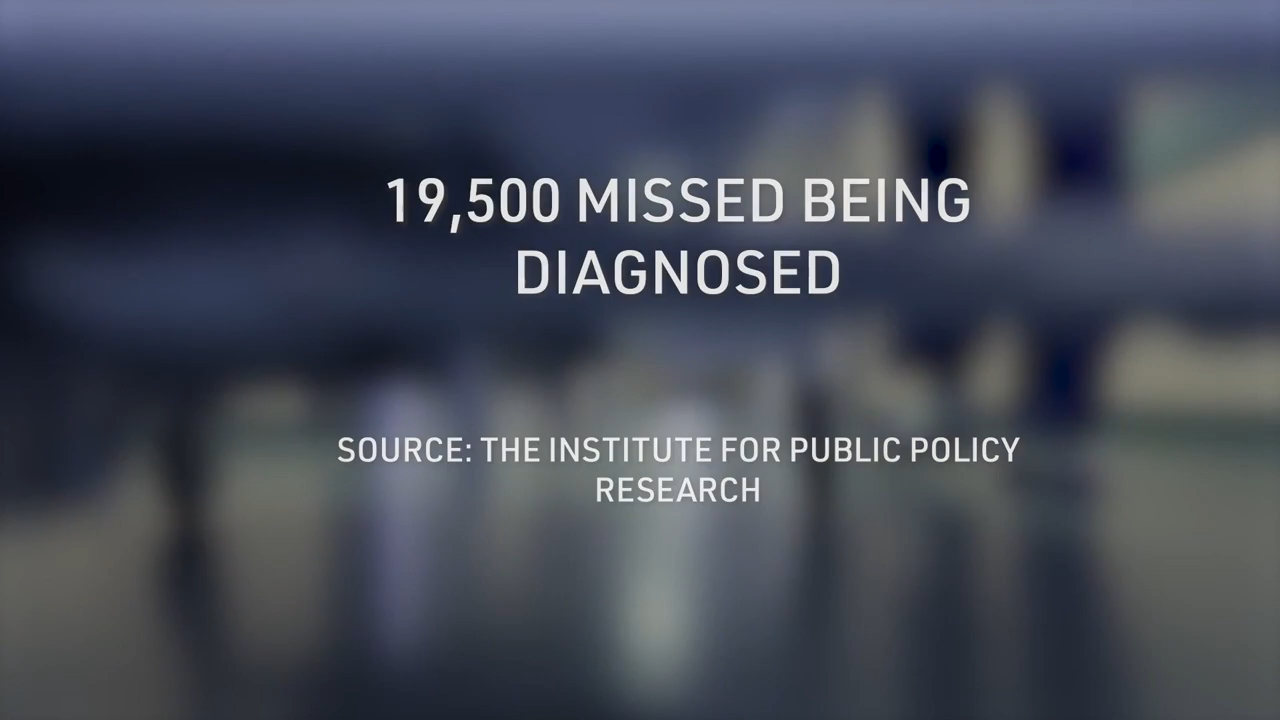 19,500 MISSED BEING
DIAGNOSED
SOURCE: THE INSTITUTE FOR PUBLIC POLICY
RESEARCH